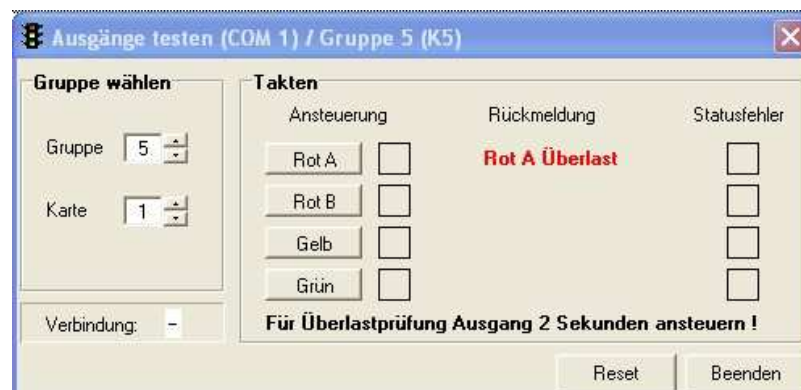 Ausgänge testen (COM 1) / Gruppe 5 (K5)
Gruppe wählen
Gruppe 5
Karte 1
Verbindung: -
Takten
Ansteuerung Rückmeldung Statusfehler
Rot A Rot A Überlast
Rot B
Gelb
Grün
Für Überlastprüfung Ausgang 2 Sekunden ansteuern !
Reset Beenden